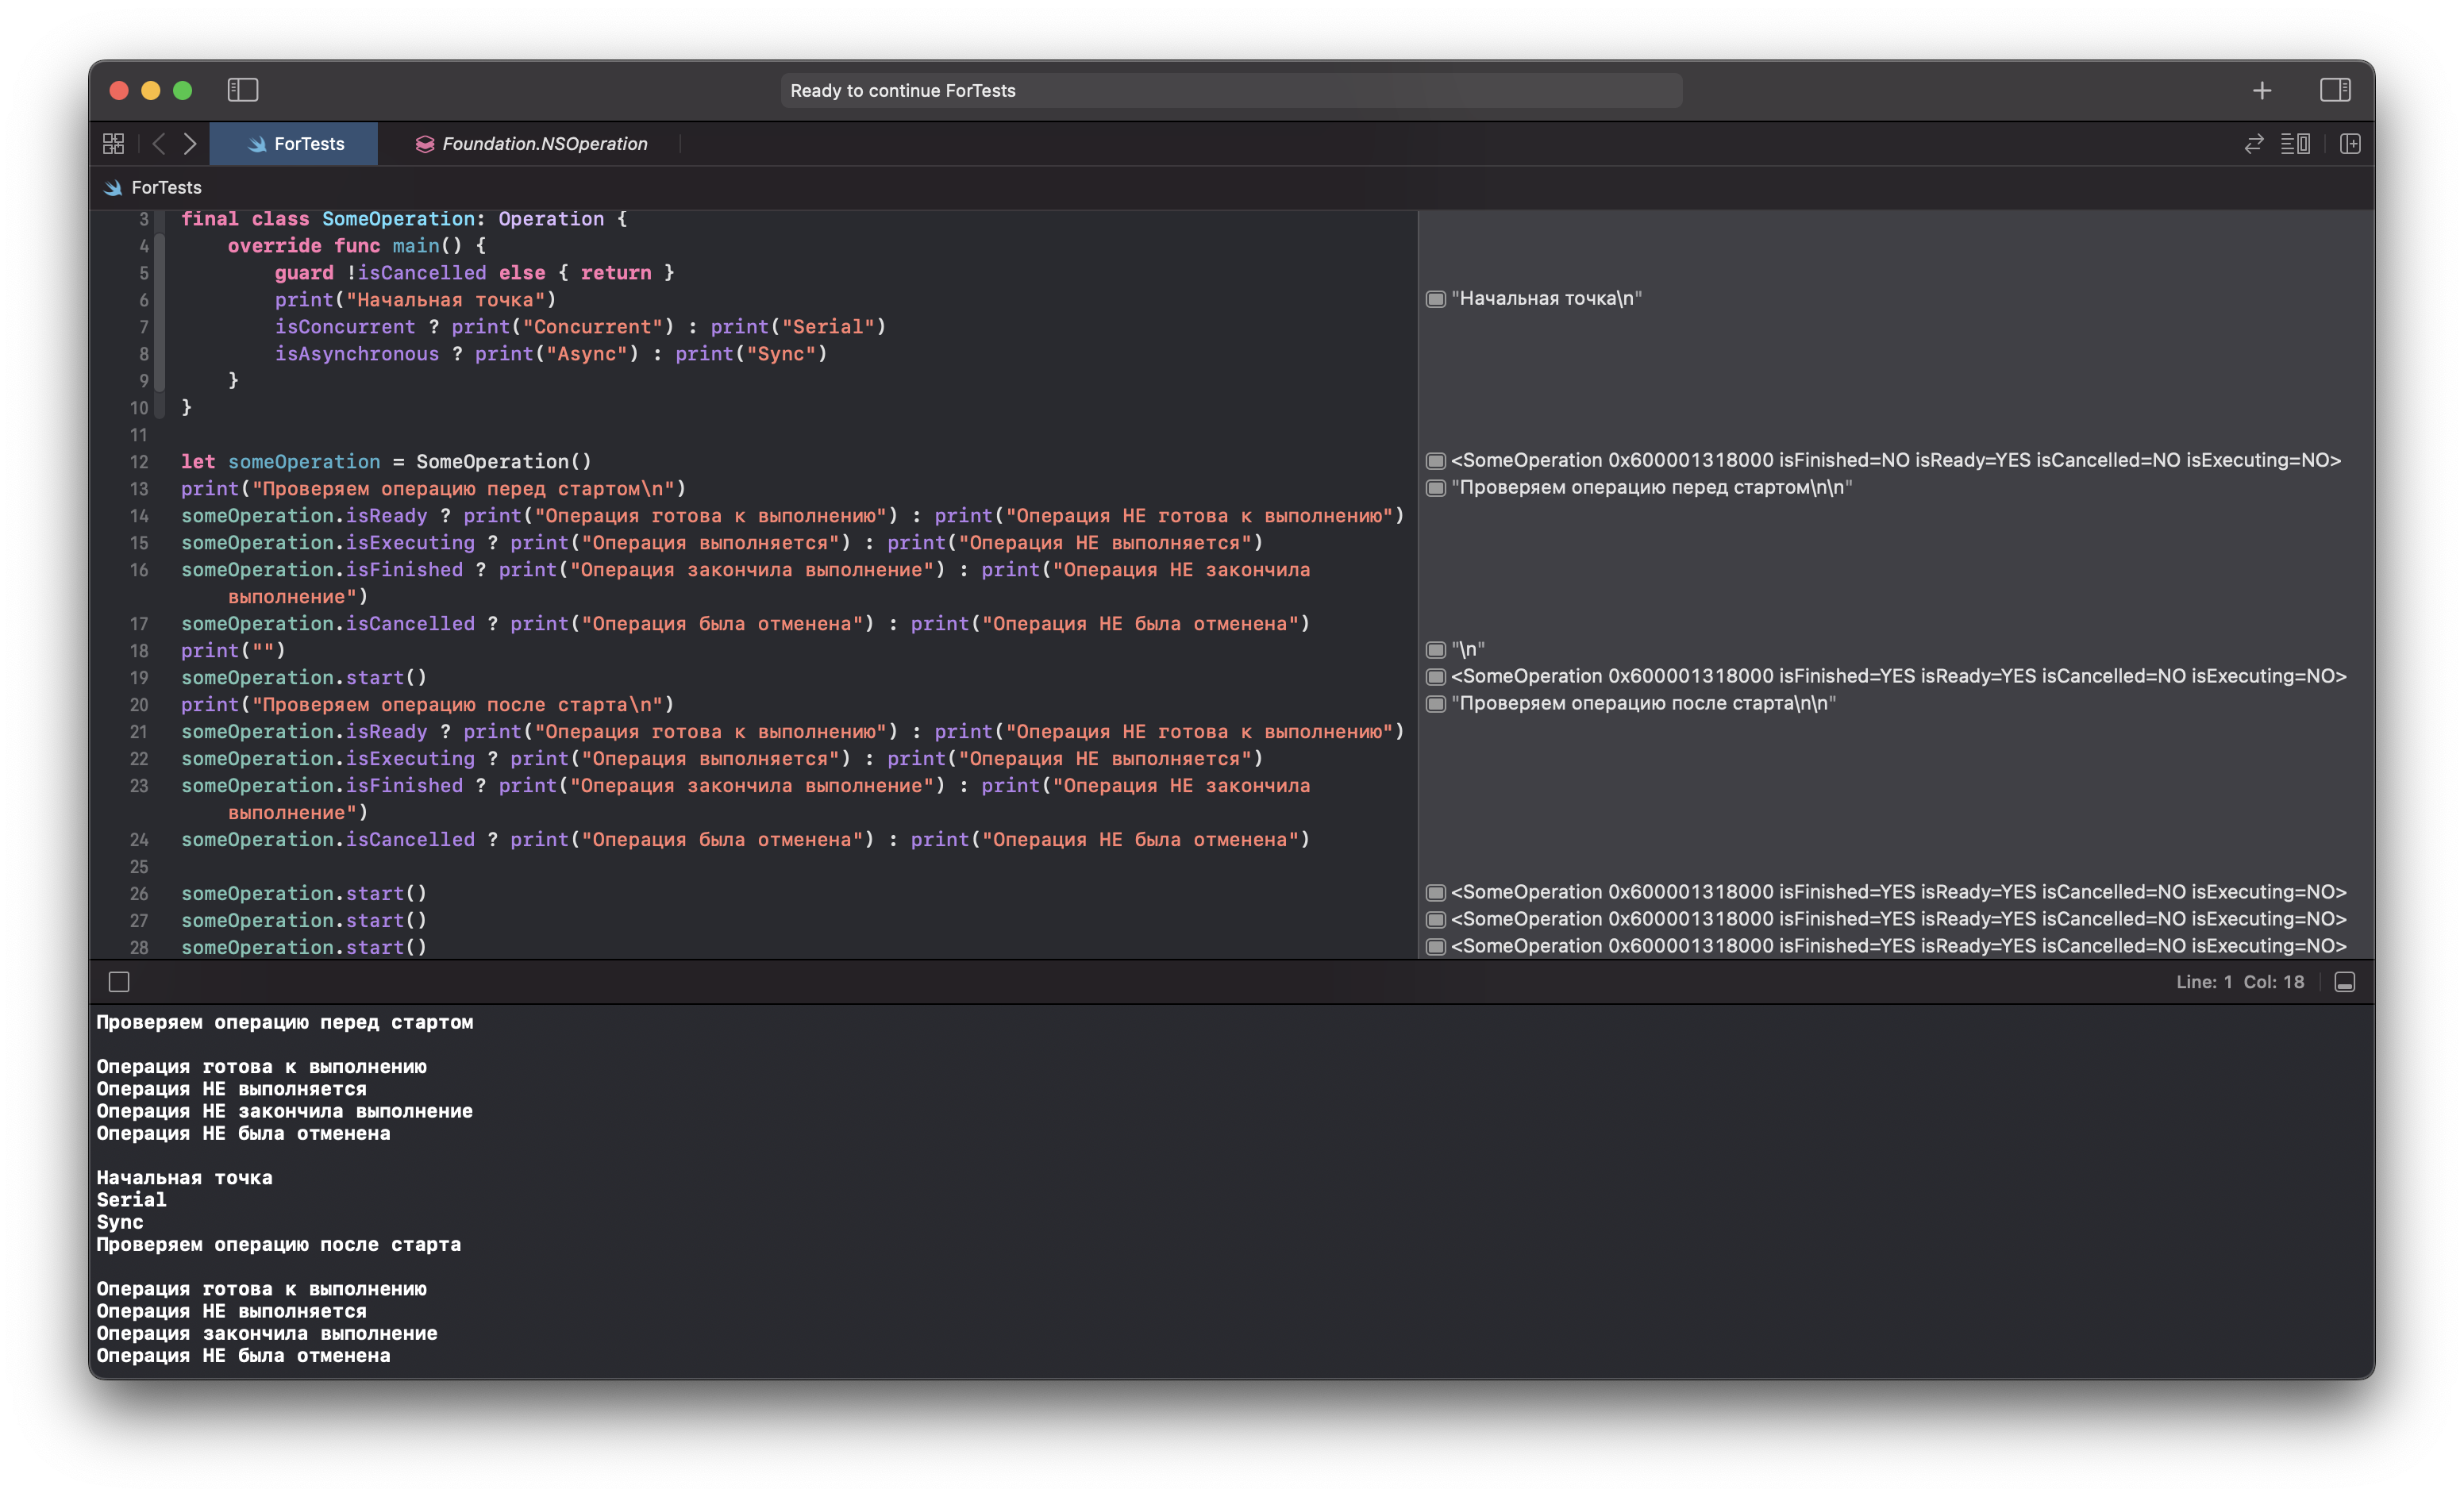 Ready to continue ForTests
ForTests
Foundation.NSOperation
ForTests
3 final class SomeOperation: Operation {
4 override func main() {
5 guard !isCancelled else { return }
6 print("Начальная точка")
"Начальная точка\n"
7 isConcurrent ? print("Concurrent") : print("Serial")
8 isAsynchronous ? print("Async") : print("Sync")
9 }
10 }
11
12 let someOperation = SomeOperation()
<SomeOperation 0x600001318000 isFinished=NO isReady=YES isCancelled=NO isExecuting=NO>
13 print("Проверяем операцию перед стартом\n")
"Проверяем операцию перед стартом\n\n"
14 someOperation.isReady ? print("Операция готова к выполнению") : print("Операция НЕ готова к выполнению")
15 someOperation.isExecuting ? print("Операция выполняется") : print("Операция НЕ выполняется")
16 someOperation.isFinished ? print("Операция закончила выполнение") : print("Операция НЕ закончила
выполнение")
17 someOperation.isCancelled ? print("Операция была отменена") : print("Операция НЕ была отменена")
18 print("")
"\n"
19 someOperation.start()
<SomeOperation 0x600001318000 isFinished=YES isReady=YES isCancelled=NO isExecuting=NO>
20 print("Проверяем операцию после старта\n")
"Проверяем операцию после старта\n\n"
21 someOperation.isReady ? print("Операция готова к выполнению") : print("Операция НЕ готова к выполнению")
22 someOperation.isExecuting ? print("Операция выполняется") : print("Операция НЕ выполняется")
23 someOperation.isFinished ? print("Операция закончила выполнение") : print("Операция НЕ закончила
выполнение")
24 someOperation.isCancelled ? print("Операция была отменена") : print("Операция НЕ была отменена")
25
26 someOperation.start()
<SomeOperation 0x600001318000 isFinished=YES isReady=YES isCancelled=NO isExecuting=NO>
27 someOperation.start()
<SomeOperation 0x600001318000 isFinished=YES isReady=YES isCancelled=NO isExecuting=NO>
28 someOperation.start()
<SomeOperation 0x600001318000 isFinished=YES isReady=YES isCancelled=NO isExecuting=NO>
Line: 1 Col: 18
Проверяем операцию перед стартом
Операция готова к выполнению
Операция НЕ выполняется
Операция НЕ закончила выполнение
Операция НЕ была отменена
Начальная точка
Serial
Sync
Проверяем операцию после старта
Операция готова к выполнению
Операция НЕ выполняется
Операция закончила выполнение
Операция НЕ была отменена